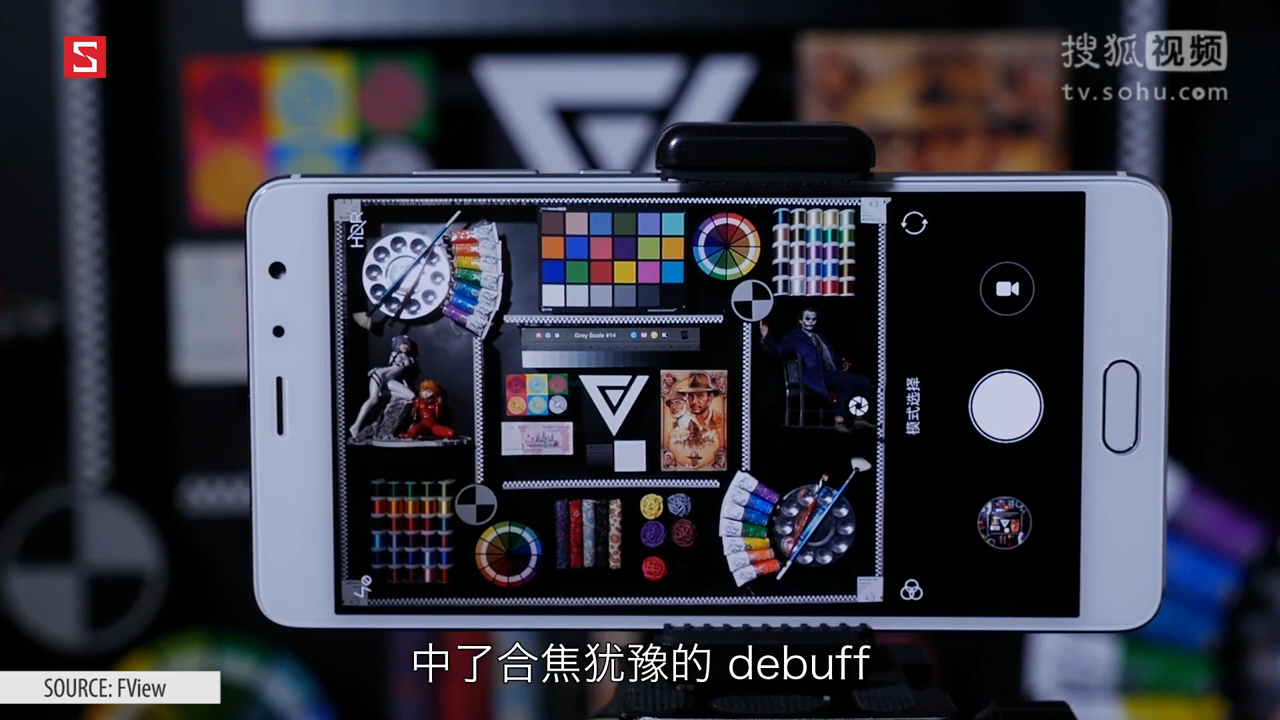 S
搜狐视频
tv.sohu.com
HDR
Grey Scale #14
模式选择
中了合焦犹豫的 debuff
SOURCE: FView